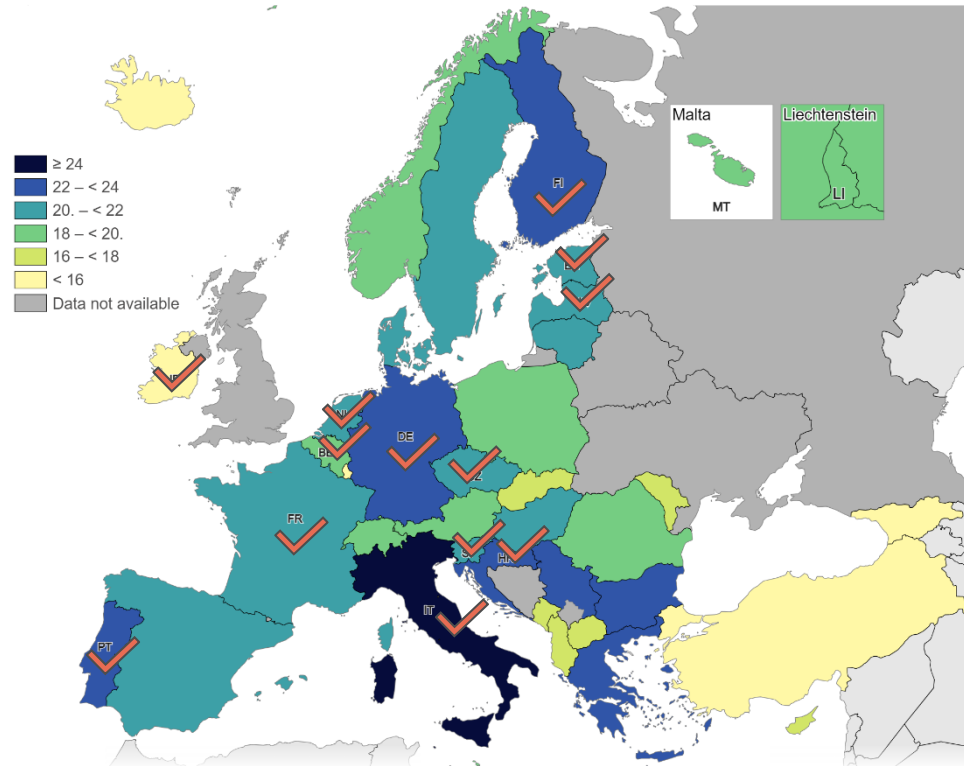 Malta
Liechtenstein
≥ 24
22 – < 24
20. – < 22
18 – < 20.
16 – < 18
< 16
Data not available
FI
LI
MT
DE
BE
FR
HR
IT
PT